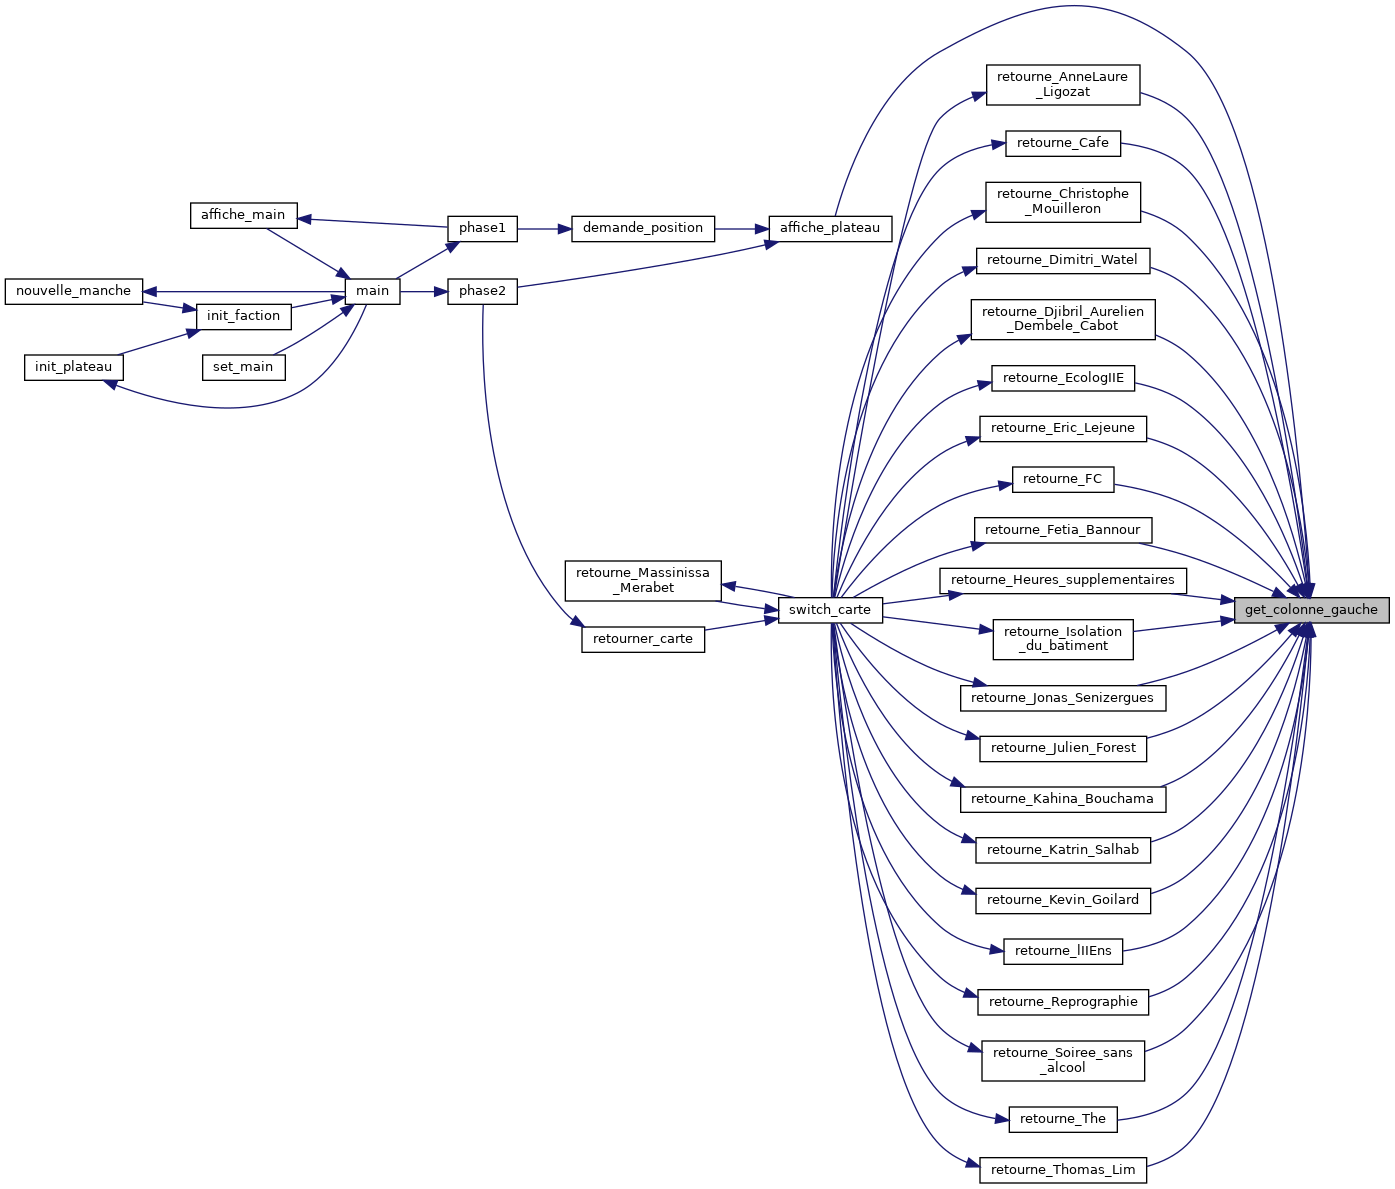 nouvelle_manche
init_plateau
affiche_main
init_faction
set_main
main
phase1
phase2
demande_position
retourne_Massinissa
_Merabet
retourner_carte
affiche_plateau
switch_carte
retourne_AnneLaure
_Ligozat
retourne_Cafe
retourne_Christophe
_Mouilleron
retourne_Dimitri_Watel
retourne_Djibril_Aurelien
_Dembele_Cabot
retourne_EcologIIE
retourne_Eric_Lejeune
retourne_FC
retourne_Fetia_Bannour
retourne_Heures_supplementaires
retourne_Isolation
_du_batiment
retourne_Jonas_Senizergues
retourne_Julien_Forest
retourne_Kahina_Bouchama
retourne_Katrin_Salhab
retourne_Kevin_Goilard
retourne_lIIEns
retourne_Reprographie
retourne_Soiree_sans
_alcool
retourne_The
retourne_Thomas_Lim
get_colonne_gauche